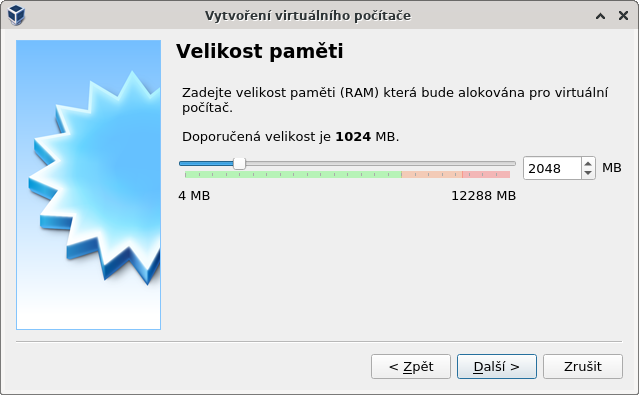 Vytvoření virtuálního počítače
Velikost paměti
Zadejte velikost paměti (RAM) která bude alokována pro virtuální
počítač.
Doporučená velikost je 1024 MB.
2048 MB
4 MB 12288 MB
< Zpět Další > Zrušit